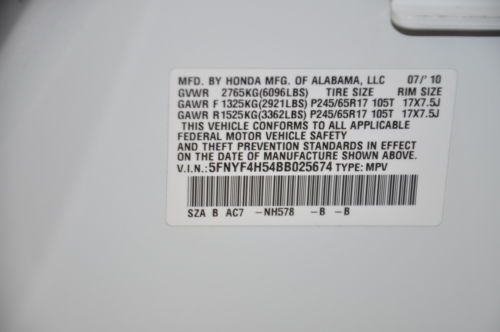 MFD. BY HONDA MFG. OF ALABAMA, LLC 07/'10
GVWR 2765KG(6096LBS) TIRE SIZE RIM SIZE
GAWR F 1325KG(2921LBS) P245/65R17 105T 17X7.5J
GAWR R1525KG(3362LBS) P245/65R17 105T 17X7.5J
THIS VEHICLE CONFORMS TO ALL APPLICABLE
FEDERAL MOTOR VEHICLE SAFETY
AND THEFT PREVENTION STANDARDS IN EFFECT
ON THE DATE OF MANUFACTURE SHOWN ABOVE.
V.I.N.:5FNYF4H54BB025674 TYPE: MPV
SZA B AC7 -NH578 -B -B